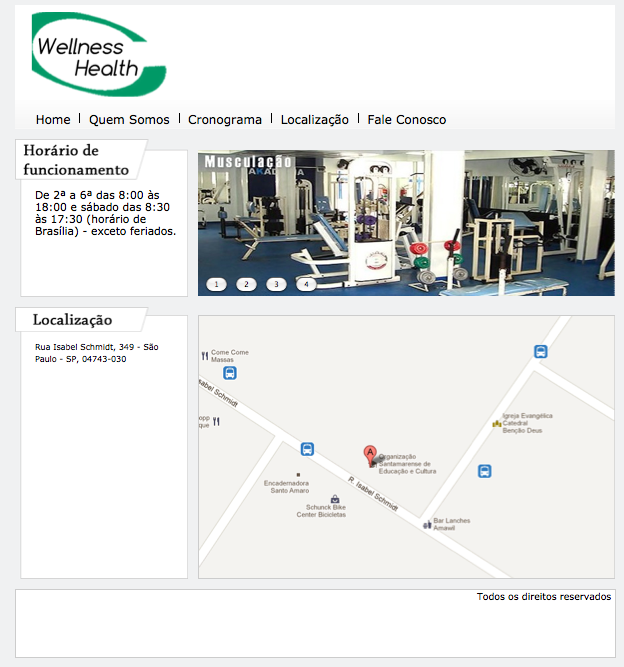 Wellness
Health
Home | Quem Somos | Cronograma | Localização | Fale Conosco
Horário de
funcionamento
De 2ª a 6ª das 8:00 às
18:00 e sábado das 8:30
às 17:30 (horário de
Brasília) - exceto feriados.
Musculação
1 2 3 4
Localização
Rua Isabel Schmidt, 349 - São
Paulo - SP, 04743-030
Come Come
Massas
Isabel Schmidt
opp
que
Igreja Evangélica
Catedral
Benção Deus
A
Organização
Santamarense de
Educação e Cultura
Encadernadora
Santo Amaro
R. Isabel Schmidt
Schunck Bike
Center Bicicletas
Bar Lanches
Amawil
Todos os direitos reservados